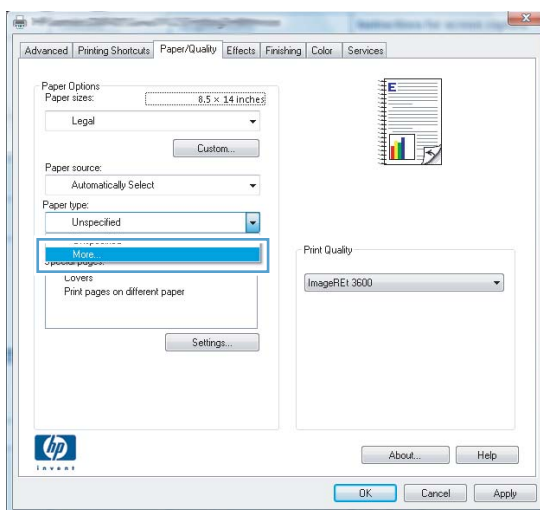 Advanced
Printing Shortcuts
Paper/Quality
Effects
Finishing
Color
Services
Paper Options
Paper sizes:
8.5 × 14 inches
Legal
Custom...
Paper source:
Automatically Select
Paper type:
Unspecified
More...
Covers
Print pages on different paper
Settings...
E
Print Quality
ImageREt 3600
hp
invent
About...
Help
OK
Cancel
Apply